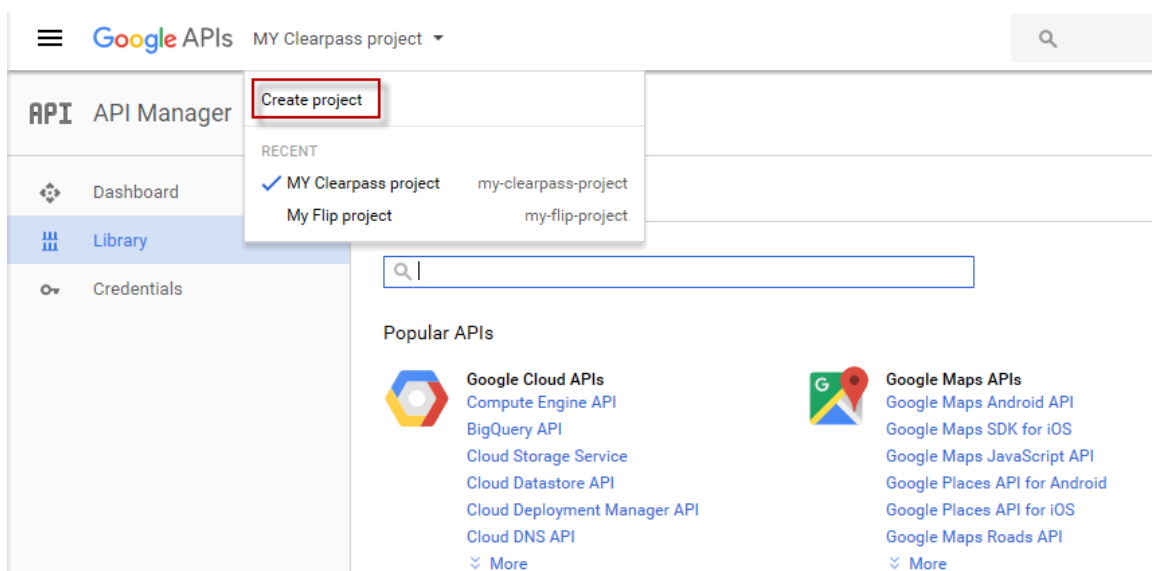 Google APIs MY Clearpass project
Create project
API API Manager
RECENT
MY Clearpass project my-clearpass-project
My Flip project my-flip-project
Dashboard
Library
Credentials
Popular APIs
Google Cloud APIs
Compute Engine API
BigQuery API
Cloud Storage Service
Cloud Datastore API
Cloud Deployment Manager API
Cloud DNS API
More
G
Google Maps APIs
Google Maps Android API
Google Maps SDK for iOS
Google Maps JavaScript API
Google Places API for Android
Google Places API for iOS
Google Maps Roads API
More